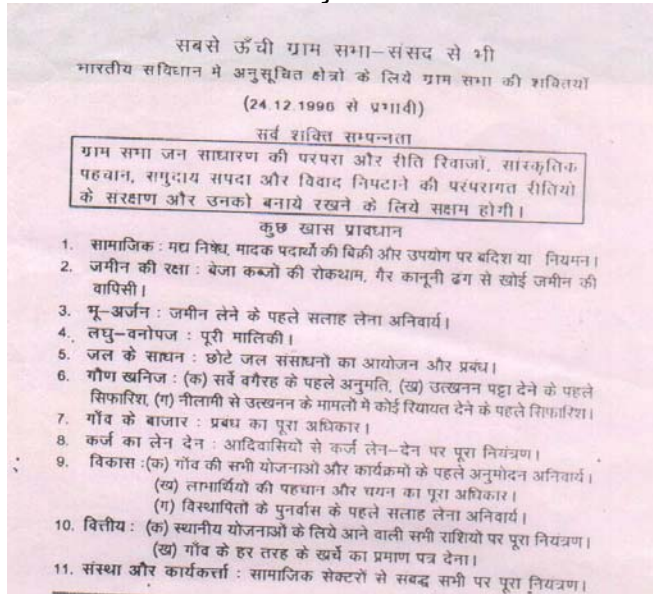 सबसे ऊँची ग्राम सभा–संसद से भी
भारतीय सविधान मे अनुसूचित क्षेत्रो के लिये ग्राम सभा की शक्तियॉ
(24.12.1996 से प्रभावी)
सर्व शक्ति सम्पन्नता
ग्राम सभा जन साधारण की परंपरा और रीति रिवाजों, सांस्कृतिक
पहचान, समुदाय सपदा और विवाद निपटाने की परंपरागत रीतियो
के संरक्षण और उनको बनाये रखने के लिये सक्षम होगी।
कुछ खास प्रावधान
1. सामाजिक : मद्य निषेध, मादक पदार्थो की बिक्री और उपयोग पर बदिश या नियमन।
2. जमीन की रक्षा : बेजा कब्जों की रोकथाम, गैर कानूनी ढग से खोई जमीन की
वापिसी।
3. भू–अर्जन : जमीन लेने के पहले सलाह लेना अनिवार्य।
4. लघु–वनोपज : पूरी मालिकी।
5. जल के साधन : छोटे जल संसाधनो का आयोजन और प्रबंध।
6. गौण खनिज : (क) सर्वे वगैरह के पहले अनुमति, (ख) उत्खनन पट्टा देने के पहले
सिफारिश, (ग) नीलामी से उत्खनन के मामलो में कोई रियायत देने के पहले सिफारिश।
7. गॉव के बाजार : प्रबंध का पूरा अधिकार।
8. कर्ज का लेन देन : आदिवासियों से कर्ज लेन–देन पर पूरा नियंत्रण।
9. विकास :(क) गॉव की सभी योजनाओ और कार्यक्रमों के पहले अनुमोदन अनिवार्य।
(ख) लाभार्थियों की पहचान और चयन का पूरा अधिकार।
(ग) विस्थापितों के पुनर्वास के पहले सलाह लेना अनिवार्य।
10. वित्तीय : (क) स्थानीय योजनाओं के लिये आने वाली सभी राशियो पर पूरा नियंत्रण।
(ख) गॉव के हर तरह के खर्चे का प्रमाण पत्र देना।
11. संस्था और कार्यकर्त्ता : सामाजिक सेक्टरों से सबद्ध सभी पर पूरा नियत्रण।